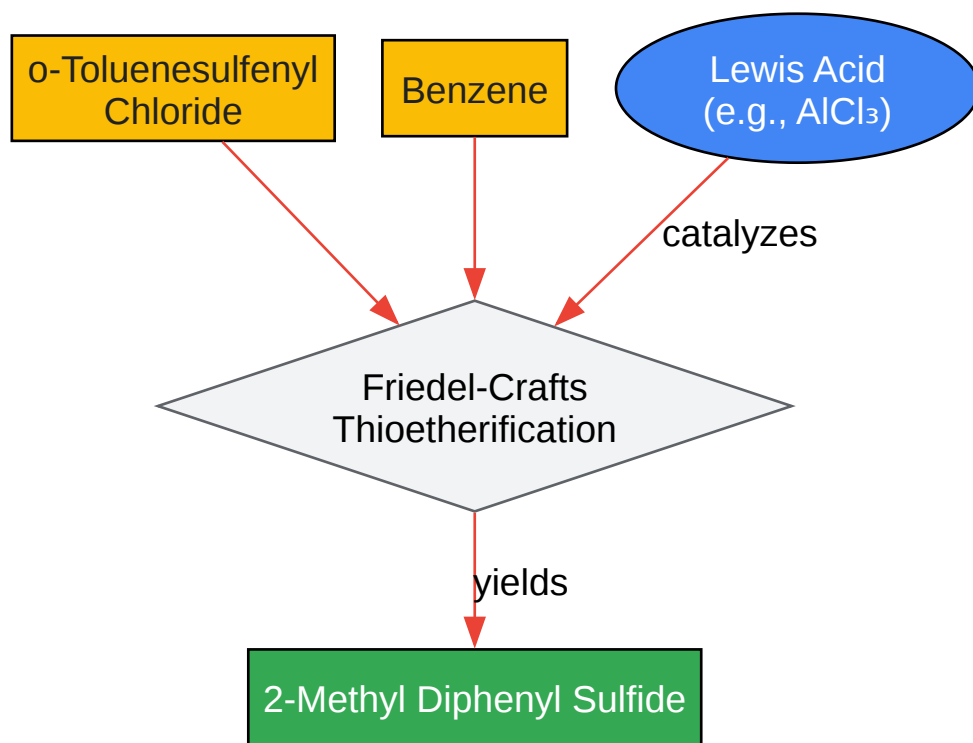 o-Toluenesulfenyl
Chloride
Benzene
Lewis Acid
(e.g., AlCl₃)
catalyzes
Friedel-Crafts
Thioetherification
yields
2-Methyl Diphenyl Sulfide